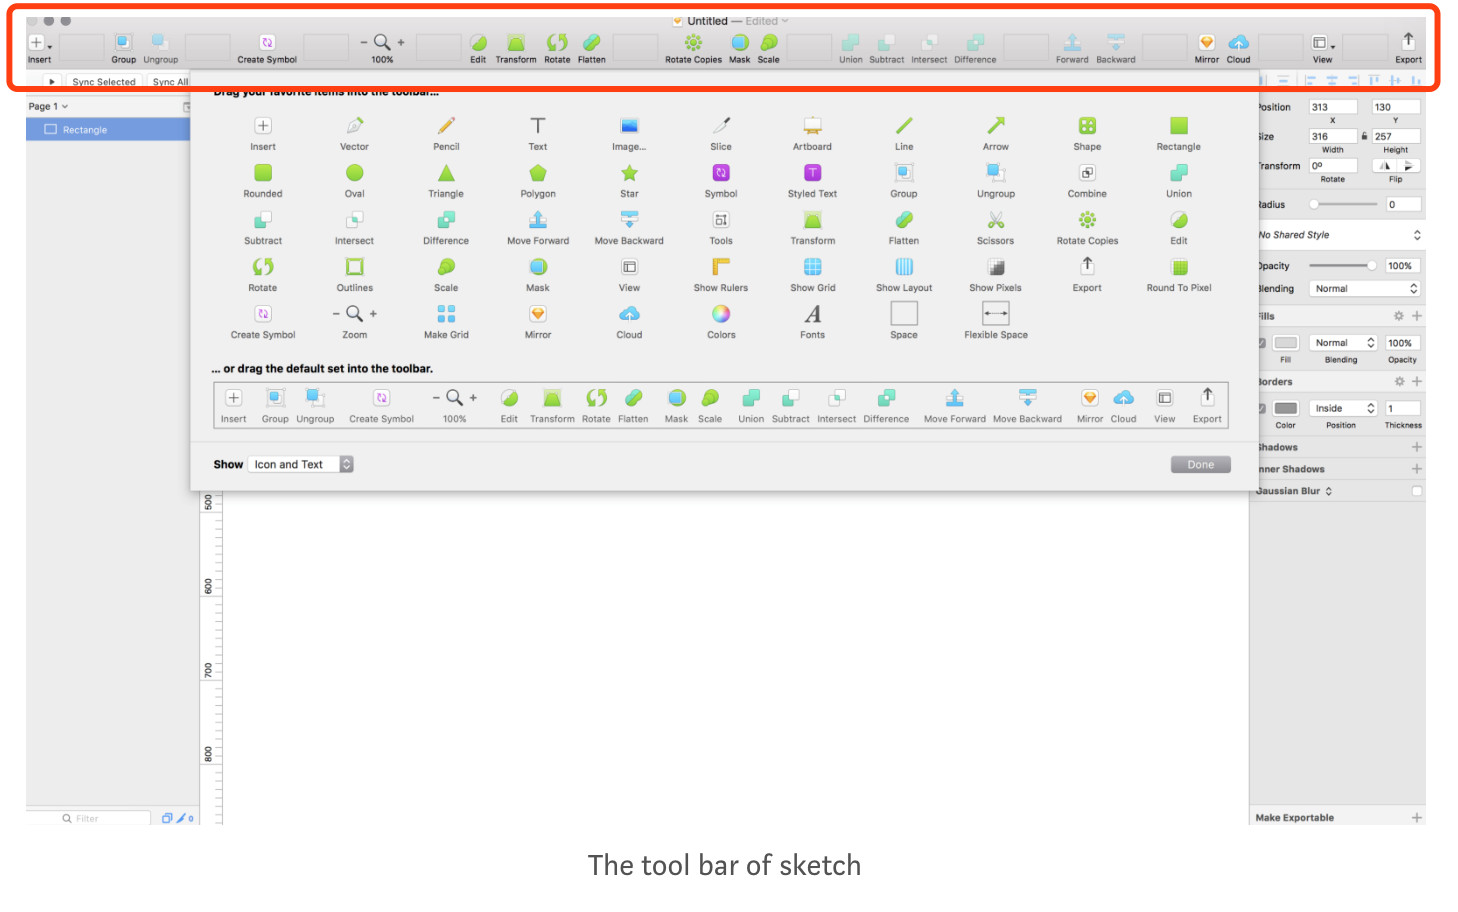 Untitled — Edited
Insert Group Ungroup Create Symbol 100% Edit Transform Rotate Flatten Rotate Copies Mask Scale Union Subtract Intersect Difference Forward Backward Mirror Cloud View Export
Sync Selected Sync All
Drag your favorite items into the toolbar...
Page 1
Rectangle
Insert Vector Pencil Text Image... Slice Artboard Line Arrow Shape Rectangle
Rounded Oval Triangle Polygon Star Symbol Styled Text Group Ungroup Combine Union
Subtract Intersect Difference Move Forward Move Backward Tools Transform Flatten Scissors Rotate Copies Edit
Rotate Outlines Scale Mask View Show Rulers Show Grid Show Layout Show Pixels Export Round To Pixel
Create Symbol Zoom Make Grid Mirror Cloud Colors Fonts Space Flexible Space
... or drag the default set into the toolbar.
Insert Group Ungroup Create Symbol 100% Edit Transform Rotate Flatten Mask Scale Union Subtract Intersect Difference Move Forward Move Backward Mirror Cloud View Export
Show Icon and Text Done
Position 313 130
X Y
Size 316 257
Width Height
Transform 0º
Rotate Flip
Radius 0
No Shared Style
Opacity 100%
Blending Normal
Fills
Normal 100%
Fill Blending Opacity
Borders
Inside 1
Color Position Thickness
Shadows
Inner Shadows
Gaussian Blur
500
600
700
800
Filter 0
Make Exportable
The tool bar of sketch